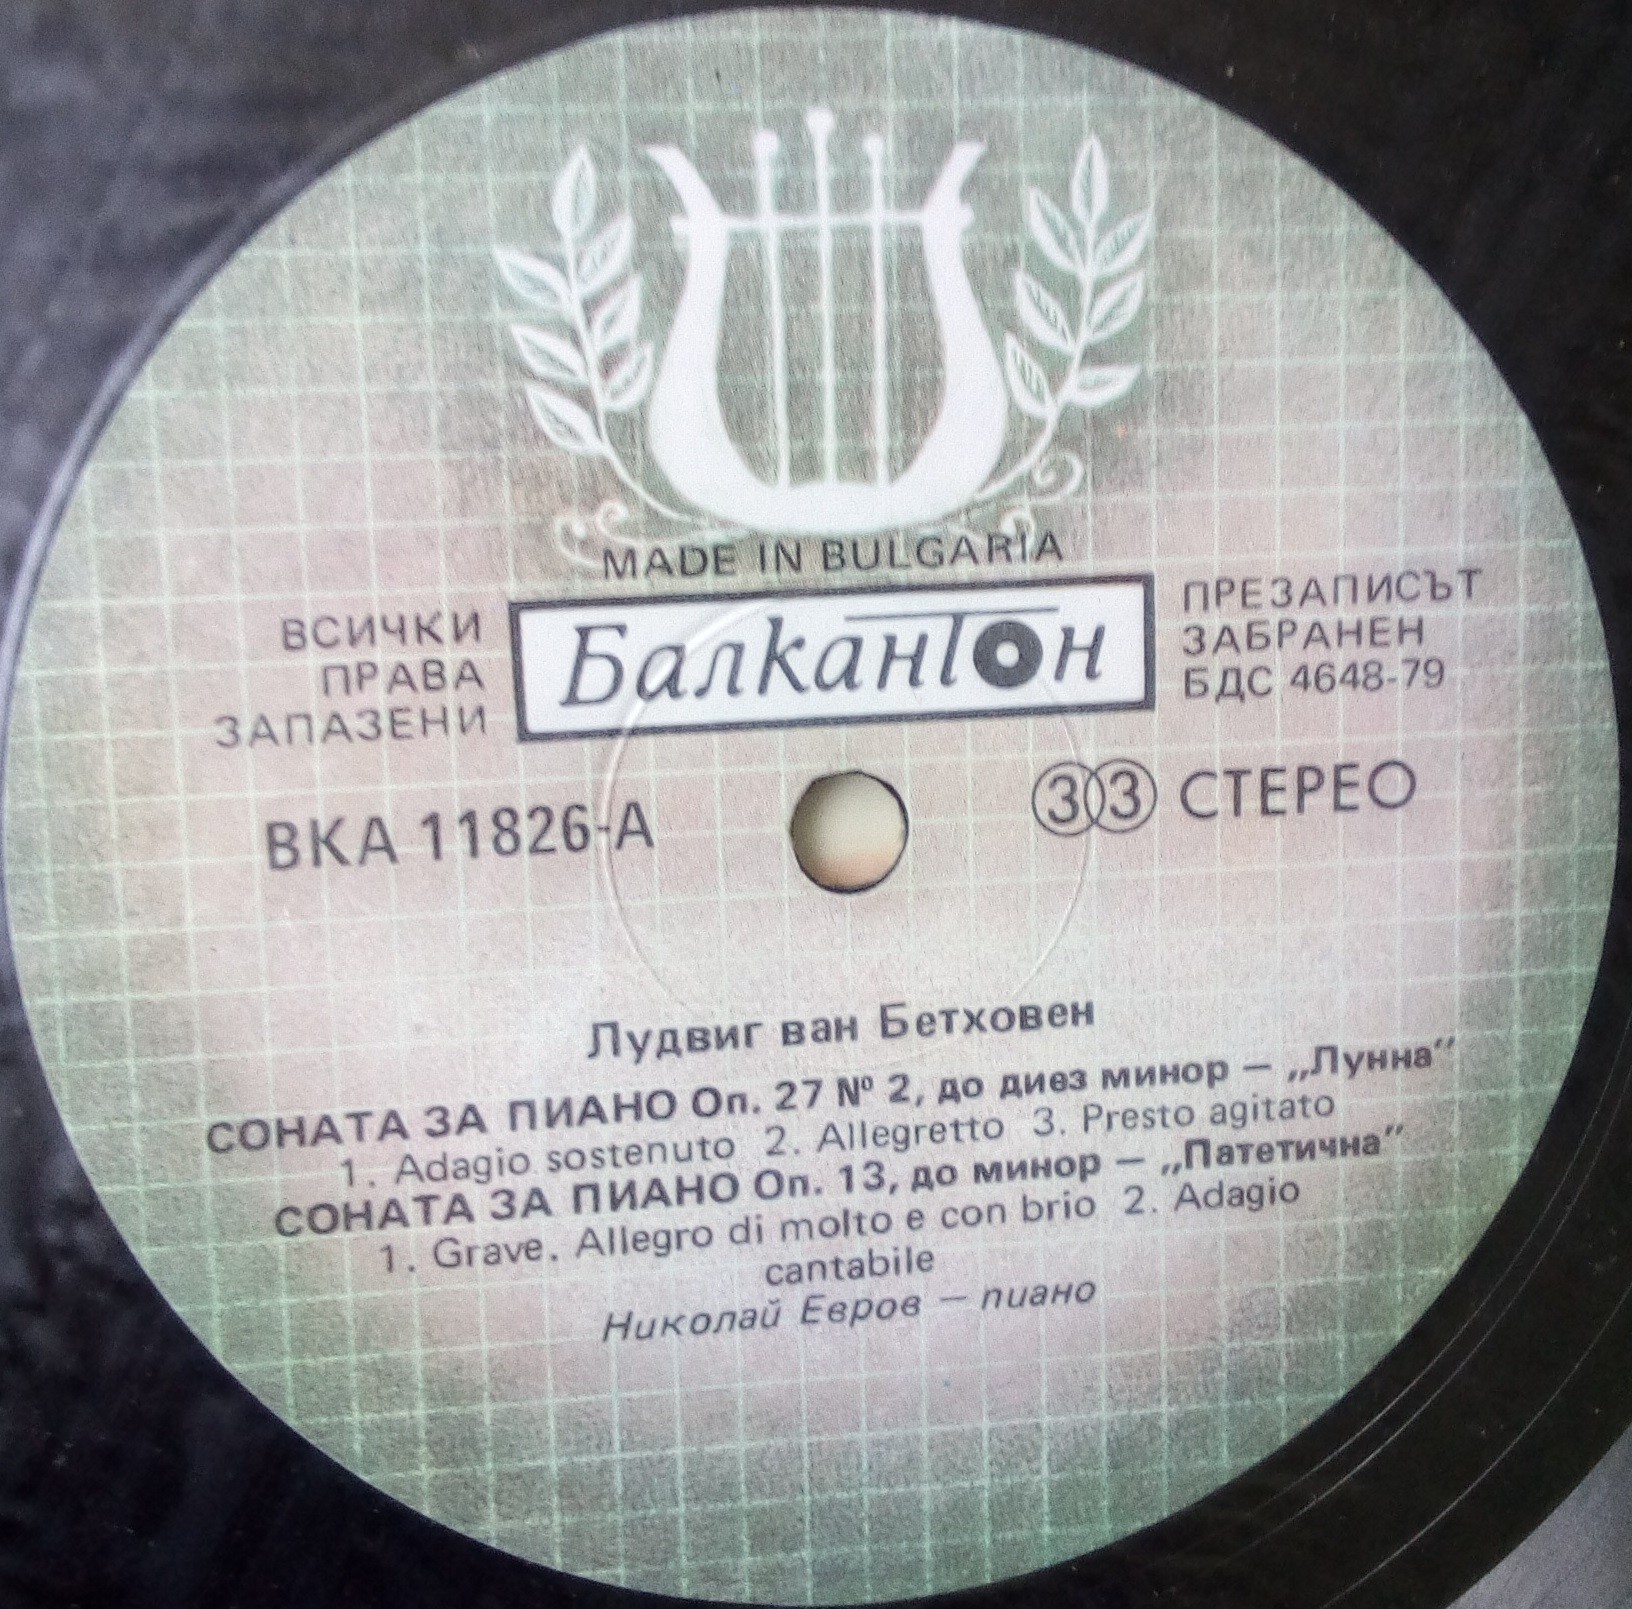 MADE IN BULGARIA
ВСИЧКИ
ПРАВА
ЗАПАЗЕНИ
Балкантон
ПРЕЗАПИСЪТ
ЗАБРАНЕН
БДС 4648-79
ВКА 11826-А
33 СТЕРЕО
Лудвиг ван Бетховен
СОНАТА ЗА ПИАНО Оп. 27 № 2, до диез минор — „Лунна"
1. Adagio sostenuto 2. Allegretto 3. Presto agitato
СОНАТА ЗА ПИАНО Оп. 13, до минор — „Патетична"
1. Grave. Allegro di molto e con brio 2. Adagio
cantabile
Николай Евров — пиано